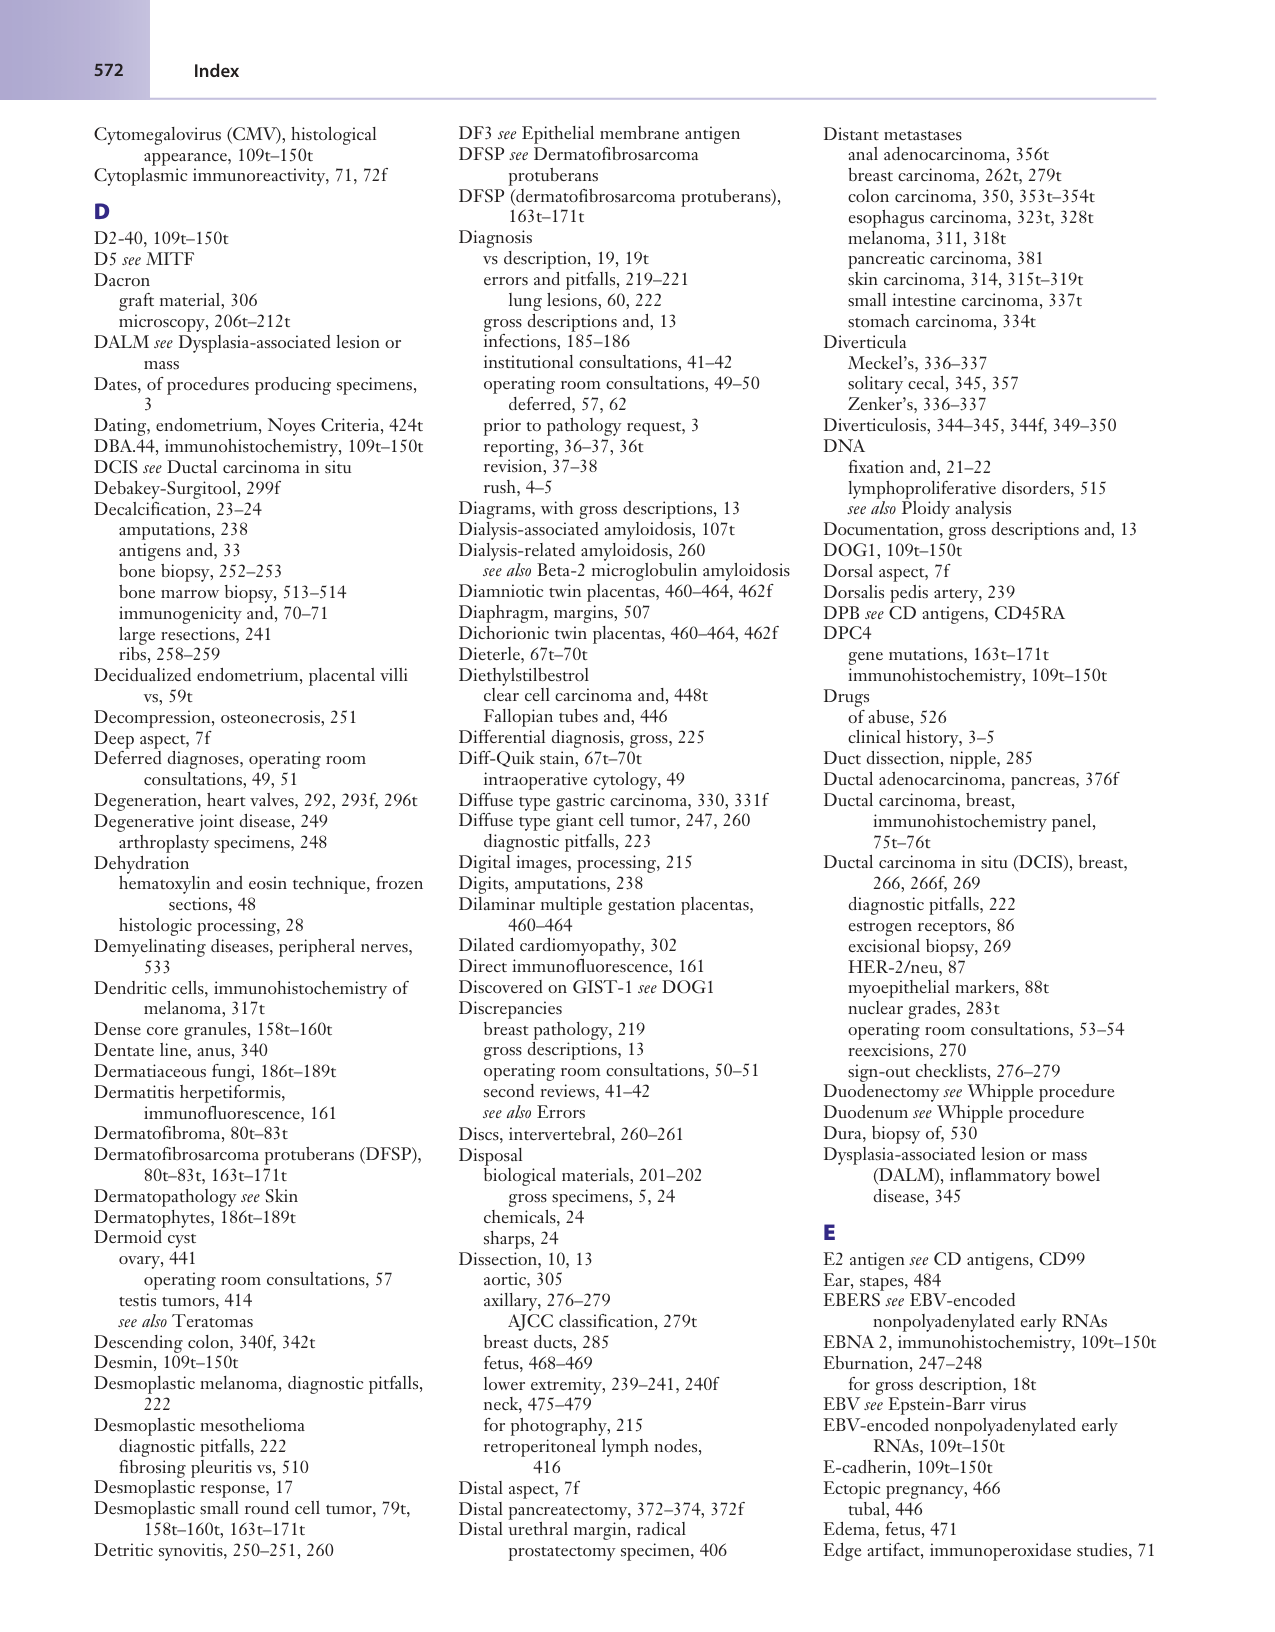 572
Index
Cytomegalovirus (CMV), histological
appearance, 109t–150t
Cytoplasmic immunoreactivity, 71, 72f
D
D2-40, 109t–150t
D5 see MITF
Dacron
graft material, 306
microscopy, 206t–212t
DALM see Dysplasia-associated lesion or
mass
Dates, of procedures producing specimens,
3
Dating, endometrium, Noyes Criteria, 424t
DBA.44, immunohistochemistry, 109t–150t
DCIS see Ductal carcinoma in situ
Debakey-Surgitool, 299f
Decalcification, 23–24
amputations, 238
antigens and, 33
bone biopsy, 252–253
bone marrow biopsy, 513–514
immunogenicity and, 70–71
large resections, 241
ribs, 258–259
Decidualized endometrium, placental villi
vs, 59t
Decompression, osteonecrosis, 251
Deep aspect, 7f
Deferred diagnoses, operating room
consultations, 49, 51
Degeneration, heart valves, 292, 293f, 296t
Degenerative joint disease, 249
arthroplasty specimens, 248
Dehydration
hematoxylin and eosin technique, frozen
sections, 48
histologic processing, 28
Demyelinating diseases, peripheral nerves,
533
Dendritic cells, immunohistochemistry of
melanoma, 317t
Dense core granules, 158t–160t
Dentate line, anus, 340
Dermatiaceous fungi, 186t–189t
Dermatitis herpetiformis,
immunofluorescence, 161
Dermatofibroma, 80t–83t
Dermatofibrosarcoma protuberans (DFSP),
80t–83t, 163t–171t
Dermatopathology see Skin
Dermatophytes, 186t–189t
Dermoid cyst
ovary, 441
operating room consultations, 57
testis tumors, 414
see also Teratomas
Descending colon, 340f, 342t
Desmin, 109t–150t
Desmoplastic melanoma, diagnostic pitfalls,
222
Desmoplastic mesothelioma
diagnostic pitfalls, 222
fibrosing pleuritis vs, 510
Desmoplastic response, 17
Desmoplastic small round cell tumor, 79t,
158t–160t, 163t–171t
Detritic synovitis, 250–251, 260
DF3 see Epithelial membrane antigen
DFSP see Dermatofibrosarcoma
protuberans
DFSP (dermatofibrosarcoma protuberans),
163t–171t
Diagnosis
vs description, 19, 19t
errors and pitfalls, 219–221
lung lesions, 60, 222
gross descriptions and, 13
infections, 185–186
institutional consultations, 41–42
operating room consultations, 49–50
deferred, 57, 62
prior to pathology request, 3
reporting, 36–37, 36t
revision, 37–38
rush, 4–5
Diagrams, with gross descriptions, 13
Dialysis-associated amyloidosis, 107t
Dialysis-related amyloidosis, 260
see also Beta-2 microglobulin amyloidosis
Diamniotic twin placentas, 460–464, 462f
Diaphragm, margins, 507
Dichorionic twin placentas, 460–464, 462f
Dieterle, 67t–70t
Diethylstilbestrol
clear cell carcinoma and, 448t
Fallopian tubes and, 446
Differential diagnosis, gross, 225
Diff-Quik stain, 67t–70t
intraoperative cytology, 49
Diffuse type gastric carcinoma, 330, 331f
Diffuse type giant cell tumor, 247, 260
diagnostic pitfalls, 223
Digital images, processing, 215
Digits, amputations, 238
Dilaminar multiple gestation placentas,
460–464
Dilated cardiomyopathy, 302
Direct immunofluorescence, 161
Discovered on GIST-1 see DOG1
Discrepancies
breast pathology, 219
gross descriptions, 13
operating room consultations, 50–51
second reviews, 41–42
see also Errors
Discs, intervertebral, 260–261
Disposal
biological materials, 201–202
gross specimens, 5, 24
chemicals, 24
sharps, 24
Dissection, 10, 13
aortic, 305
axillary, 276–279
AJCC classification, 279t
breast ducts, 285
fetus, 468–469
lower extremity, 239–241, 240f
neck, 475–479
for photography, 215
retroperitoneal lymph nodes,
416
Distal aspect, 7f
Distal pancreatectomy, 372–374, 372f
Distal urethral margin, radical
prostatectomy specimen, 406
Distant metastases
anal adenocarcinoma, 356t
breast carcinoma, 262t, 279t
colon carcinoma, 350, 353t–354t
esophagus carcinoma, 323t, 328t
melanoma, 311, 318t
pancreatic carcinoma, 381
skin carcinoma, 314, 315t–319t
small intestine carcinoma, 337t
stomach carcinoma, 334t
Diverticula
Meckel's, 336–337
solitary cecal, 345, 357
Zenker's, 336–337
Diverticulosis, 344–345, 344f, 349–350
DNA
fixation and, 21–22
lymphoproliferative disorders, 515
see also Ploidy analysis
Documentation, gross descriptions and, 13
DOG1, 109t–150t
Dorsal aspect, 7f
Dorsalis pedis artery, 239
DPB see CD antigens, CD45RA
DPC4
gene mutations, 163t–171t
immunohistochemistry, 109t–150t
Drugs
of abuse, 526
clinical history, 3–5
Duct dissection, nipple, 285
Ductal adenocarcinoma, pancreas, 376f
Ductal carcinoma, breast,
immunohistochemistry panel,
75t–76t
Ductal carcinoma in situ (DCIS), breast,
266, 266f, 269
diagnostic pitfalls, 222
estrogen receptors, 86
excisional biopsy, 269
HER-2/neu, 87
myoepithelial markers, 88t
nuclear grades, 283t
operating room consultations, 53–54
reexcisions, 270
sign-out checklists, 276–279
Duodenectomy see Whipple procedure
Duodenum see Whipple procedure
Dura, biopsy of, 530
Dysplasia-associated lesion or mass
(DALM), inflammatory bowel
disease, 345
E
E2 antigen see CD antigens, CD99
Ear, stapes, 484
EBERS see EBV-encoded
nonpolyadenylated early RNAs
EBNA 2, immunohistochemistry, 109t–150t
Eburnation, 247–248
for gross description, 18t
EBV see Epstein-Barr virus
EBV-encoded nonpolyadenylated early
RNAs, 109t–150t
E-cadherin, 109t–150t
Ectopic pregnancy, 466
tubal, 446
Edema, fetus, 471
Edge artifact, immunoperoxidase studies, 71